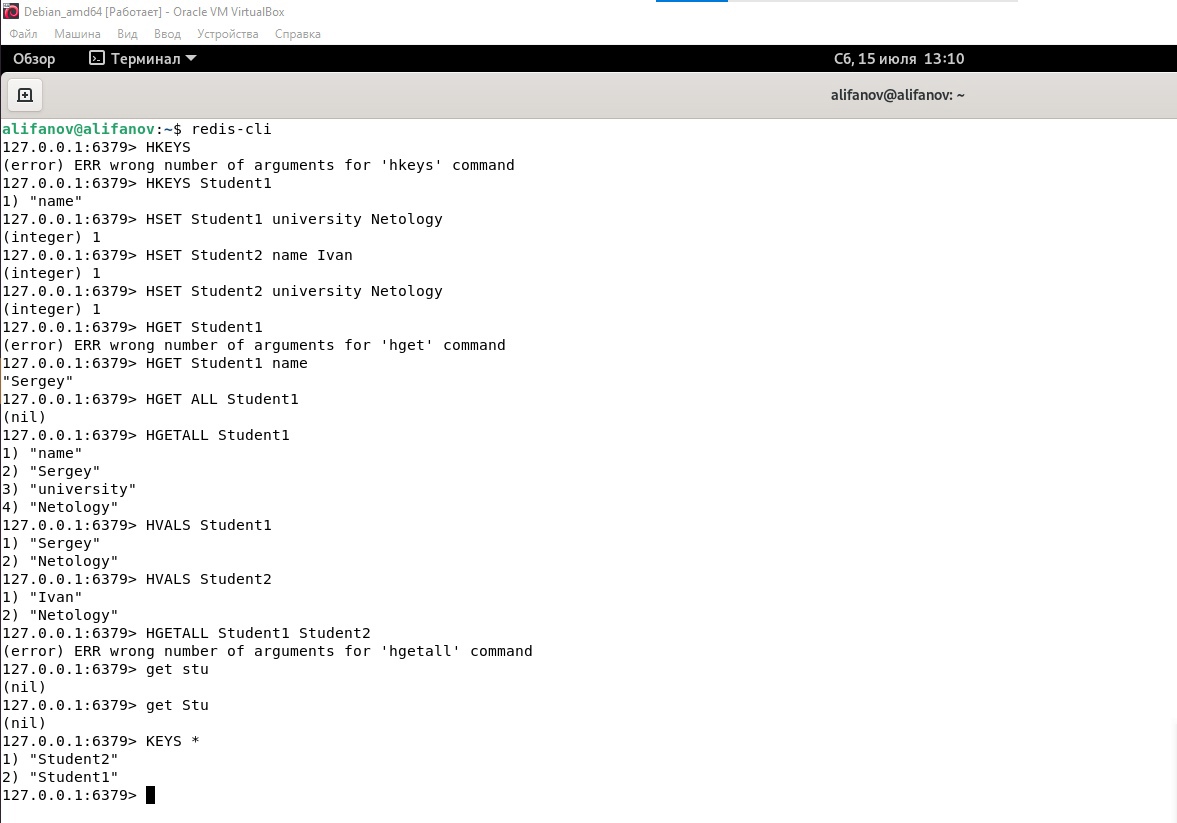 Debian_amd64 [Работает] - Oracle VM VirtualBox
Файл Машина Вид Ввод Устройства Справка
Обзор Терминал Сб, 15 июля 13:10
alifanov@alifanov: ~
alifanov@alifanov:~$ redis-cli
127.0.0.1:6379> HKEYS
(error) ERR wrong number of arguments for 'hkeys' command
127.0.0.1:6379> HKEYS Student1
1) "name"
127.0.0.1:6379> HSET Student1 university Netology
(integer) 1
127.0.0.1:6379> HSET Student2 name Ivan
(integer) 1
127.0.0.1:6379> HSET Student2 university Netology
(integer) 1
127.0.0.1:6379> HGET Student1
(error) ERR wrong number of arguments for 'hget' command
127.0.0.1:6379> HGET Student1 name
"Sergey"
127.0.0.1:6379> HGET ALL Student1
(nil)
127.0.0.1:6379> HGETALL Student1
1) "name"
2) "Sergey"
3) "university"
4) "Netology"
127.0.0.1:6379> HVALS Student1
1) "Sergey"
2) "Netology"
127.0.0.1:6379> HVALS Student2
1) "Ivan"
2) "Netology"
127.0.0.1:6379> HGETALL Student1 Student2
(error) ERR wrong number of arguments for 'hgetall' command
127.0.0.1:6379> get stu
(nil)
127.0.0.1:6379> get Stu
(nil)
127.0.0.1:6379> KEYS *
1) "Student2"
2) "Student1"
127.0.0.1:6379>